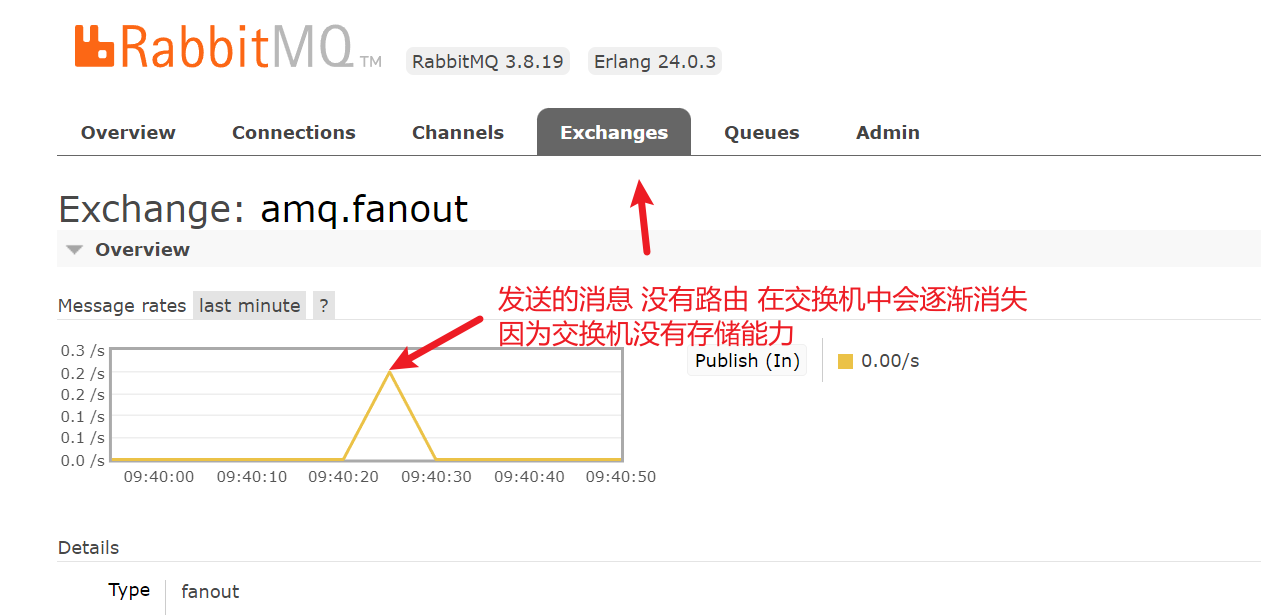 RabbitMQ TM RabbitMQ 3.8.19 Erlang 24.0.3
Overview Connections Channels Exchanges Queues Admin
Exchange: amq.fanout
Overview
Message rates last minute ?
发送的消息 没有路由 在交换机中会逐渐消失
因为交换机没有存储能力
0.3 /s
0.2 /s
0.2 /s
0.1 /s
0.1 /s
0.0 /s
09:40:00 09:40:10 09:40:20 09:40:30 09:40:40 09:40:50
Publish (In) 0.00/s
Details
Type fanout